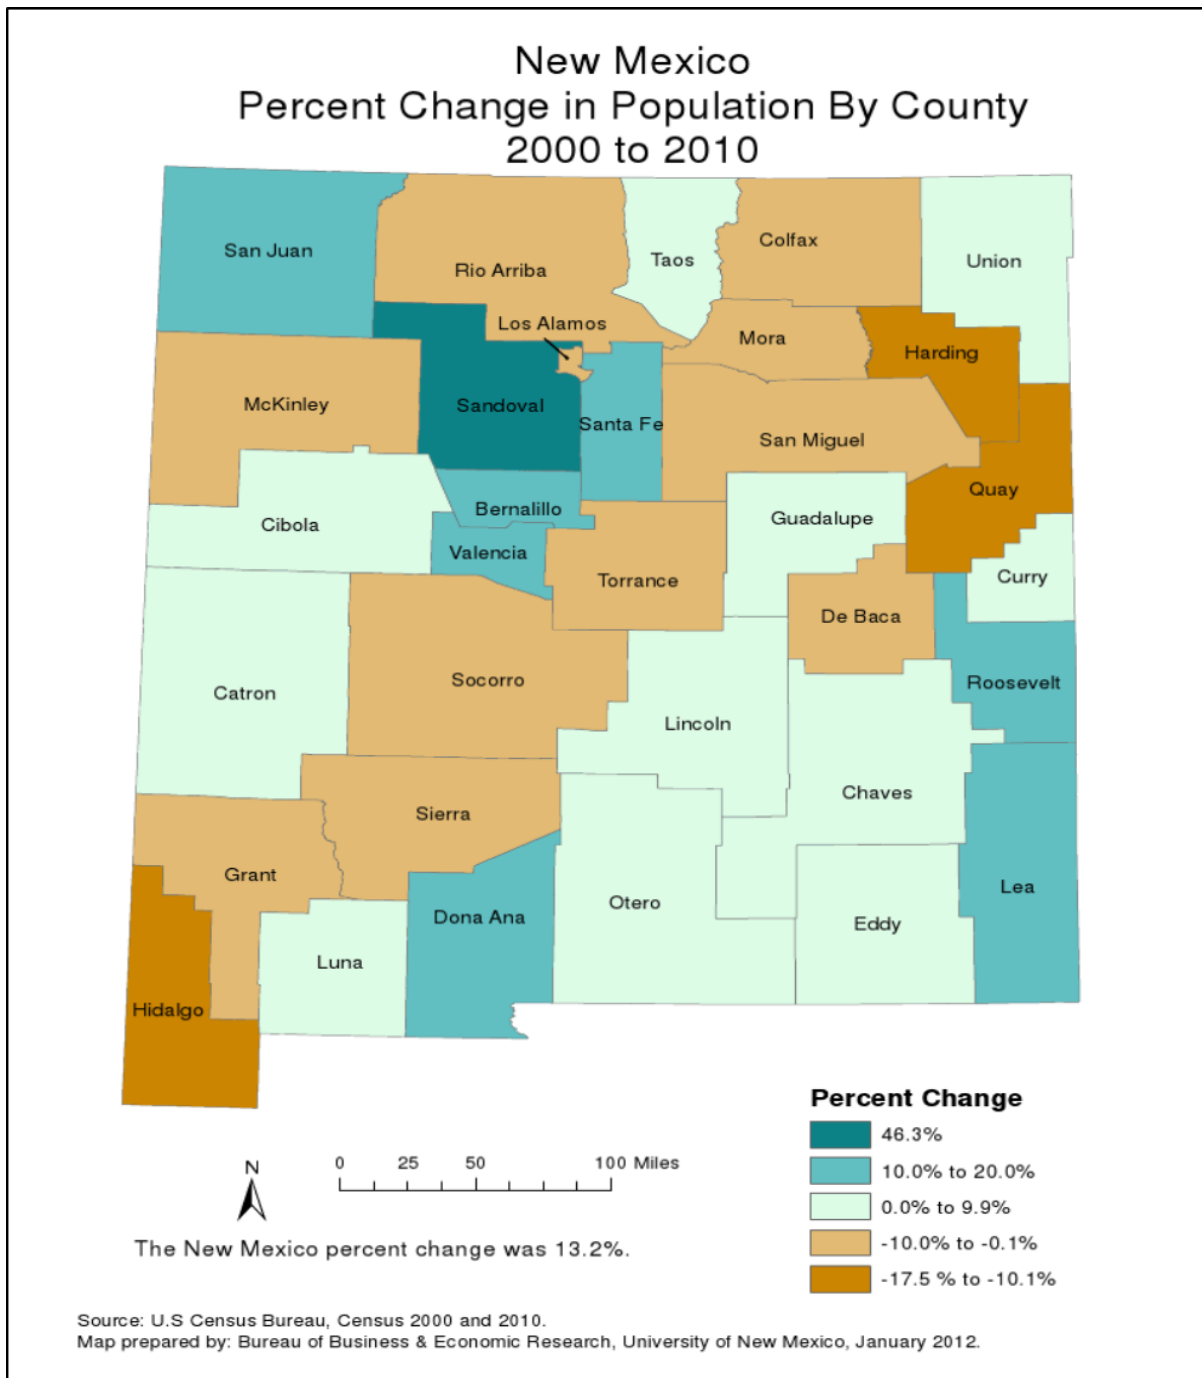 New Mexico
Percent Change in Population By County
2000 to 2010
San Juan
Rio Arriba
Taos
Colfax
Union
Los Alamos
Mora
Harding
McKinley
Sandoval
Santa Fe
San Miguel
Quay
Cibola
Bernalillo
Guadalupe
Valencia
Torrance
Curry
De Baca
Catron
Socorro
Lincoln
Roosevelt
Chaves
Sierra
Grant
Dona Ana
Otero
Eddy
Lea
Luna
Hidalgo
Percent Change
46.3%
10.0% to 20.0%
0.0% to 9.9%
-10.0% to -0.1%
-17.5 % to -10.1%
N
0 25 50 100 Miles
The New Mexico percent change was 13.2%.
Source: U.S Census Bureau, Census 2000 and 2010.
Map prepared by: Bureau of Business & Economic Research, University of New Mexico, January 2012.